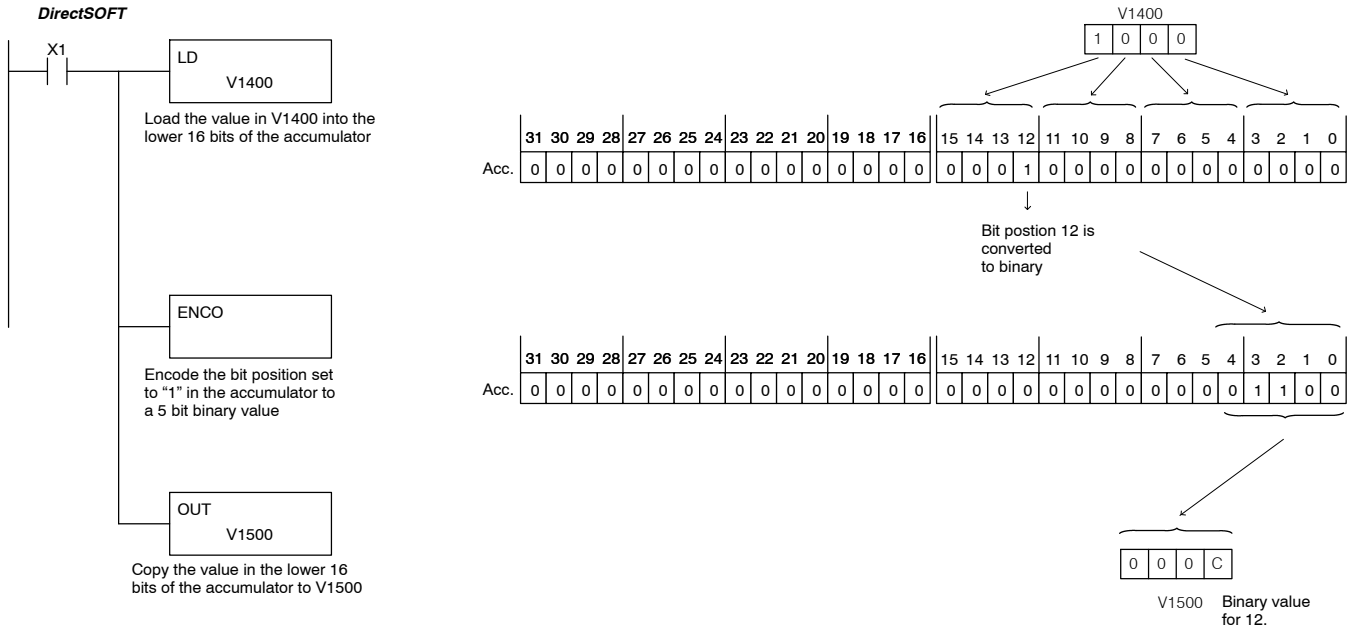 DirectSOFT
X1
LD
V1400
Load the value in V1400 into the
lower 16 bits of the accumulator
ENCO
Encode the bit position set
to “1” in the accumulator to
a 5 bit binary value
OUT
V1500
Copy the value in the lower 16
bits of the accumulator to V1500
V1400
1 0 0 0
31 30 29 28 27 26 25 24 23 22 21 20 19 18 17 16 15 14 13 12 11 10 9 8 7 6 5 4 3 2 1 0
Acc. 0 0 0 0 0 0 0 0 0 0 0 0 0 0 0 0 0 0 0 1 0 0 0 0 0 0 0 0 0 0 0 0
Bit postion 12 is
converted
to binary
31 30 29 28 27 26 25 24 23 22 21 20 19 18 17 16 15 14 13 12 11 10 9 8 7 6 5 4 3 2 1 0
Acc. 0 0 0 0 0 0 0 0 0 0 0 0 0 0 0 0 0 0 0 0 0 0 0 0 0 0 0 0 1 1 0 0
0 0 0 C
V1500
Binary value
for 12.